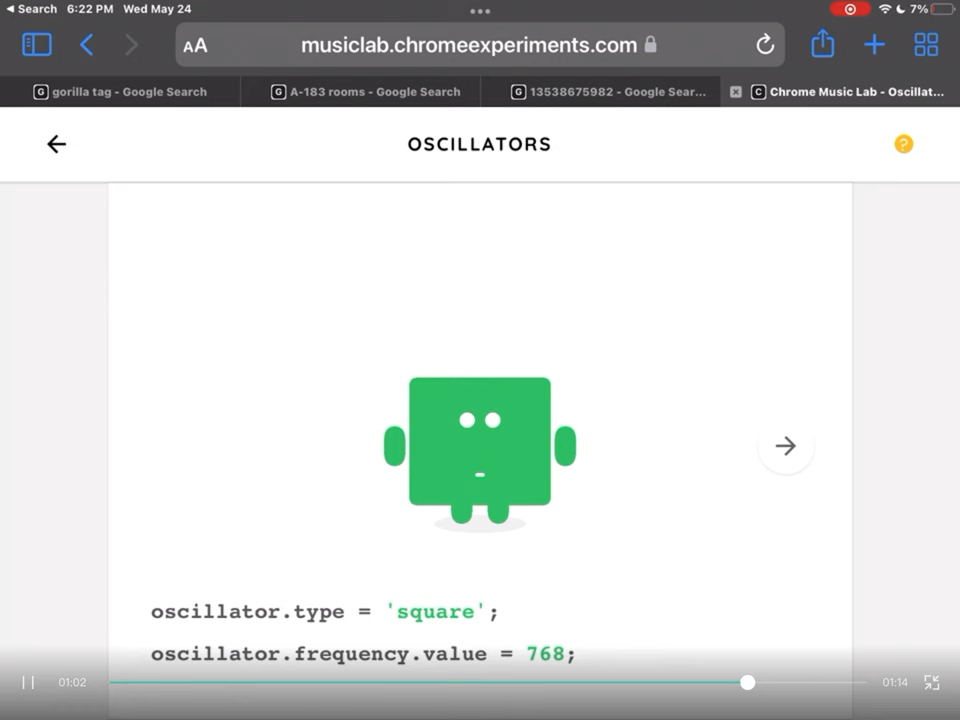 Search 6:22 PM Wed May 24 7%
AA musiclab.chromeexperiments.com
G gorilla tag - Google Search G A-183 rooms - Google Search G 13538675982 - Google Sear... C Chrome Music Lab - Oscillat...
OSCILLATORS ?
oscillator.type = 'square';
oscillator.frequency.value = 768;
01:02 01:14